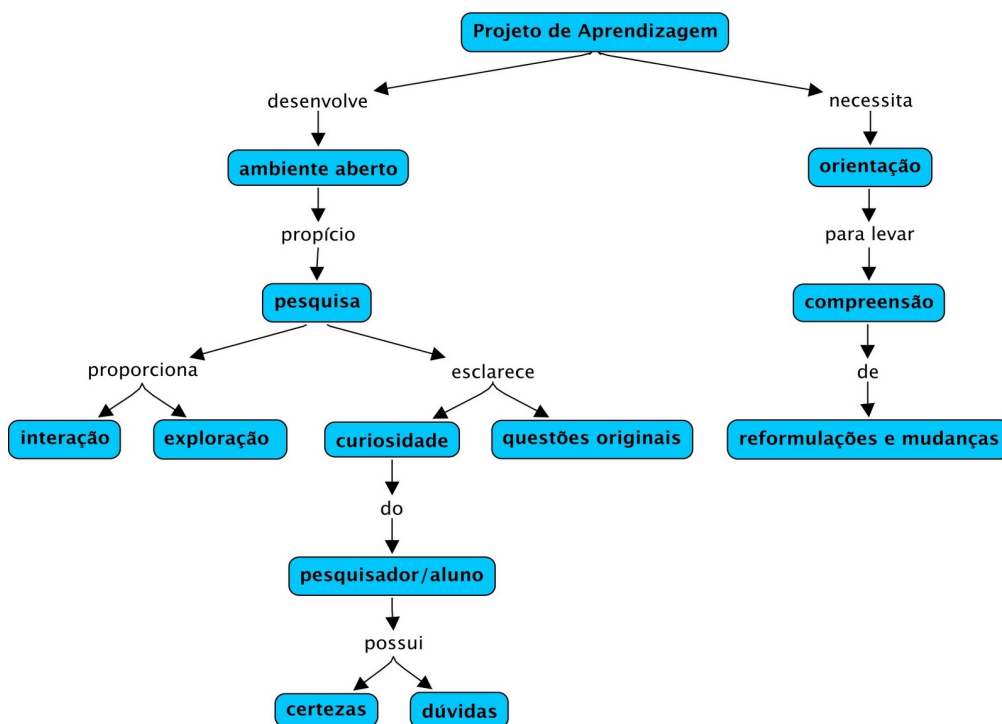 Projeto de Aprendizagem
desenvolve
necessita
ambiente aberto
orientação
propício
para levar
pesquisa
compreensão
proporciona
esclarece
de
interação
exploração
curiosidade
questões originais
reformulações e mudanças
do
pesquisador/aluno
possui
certezas
dúvidas